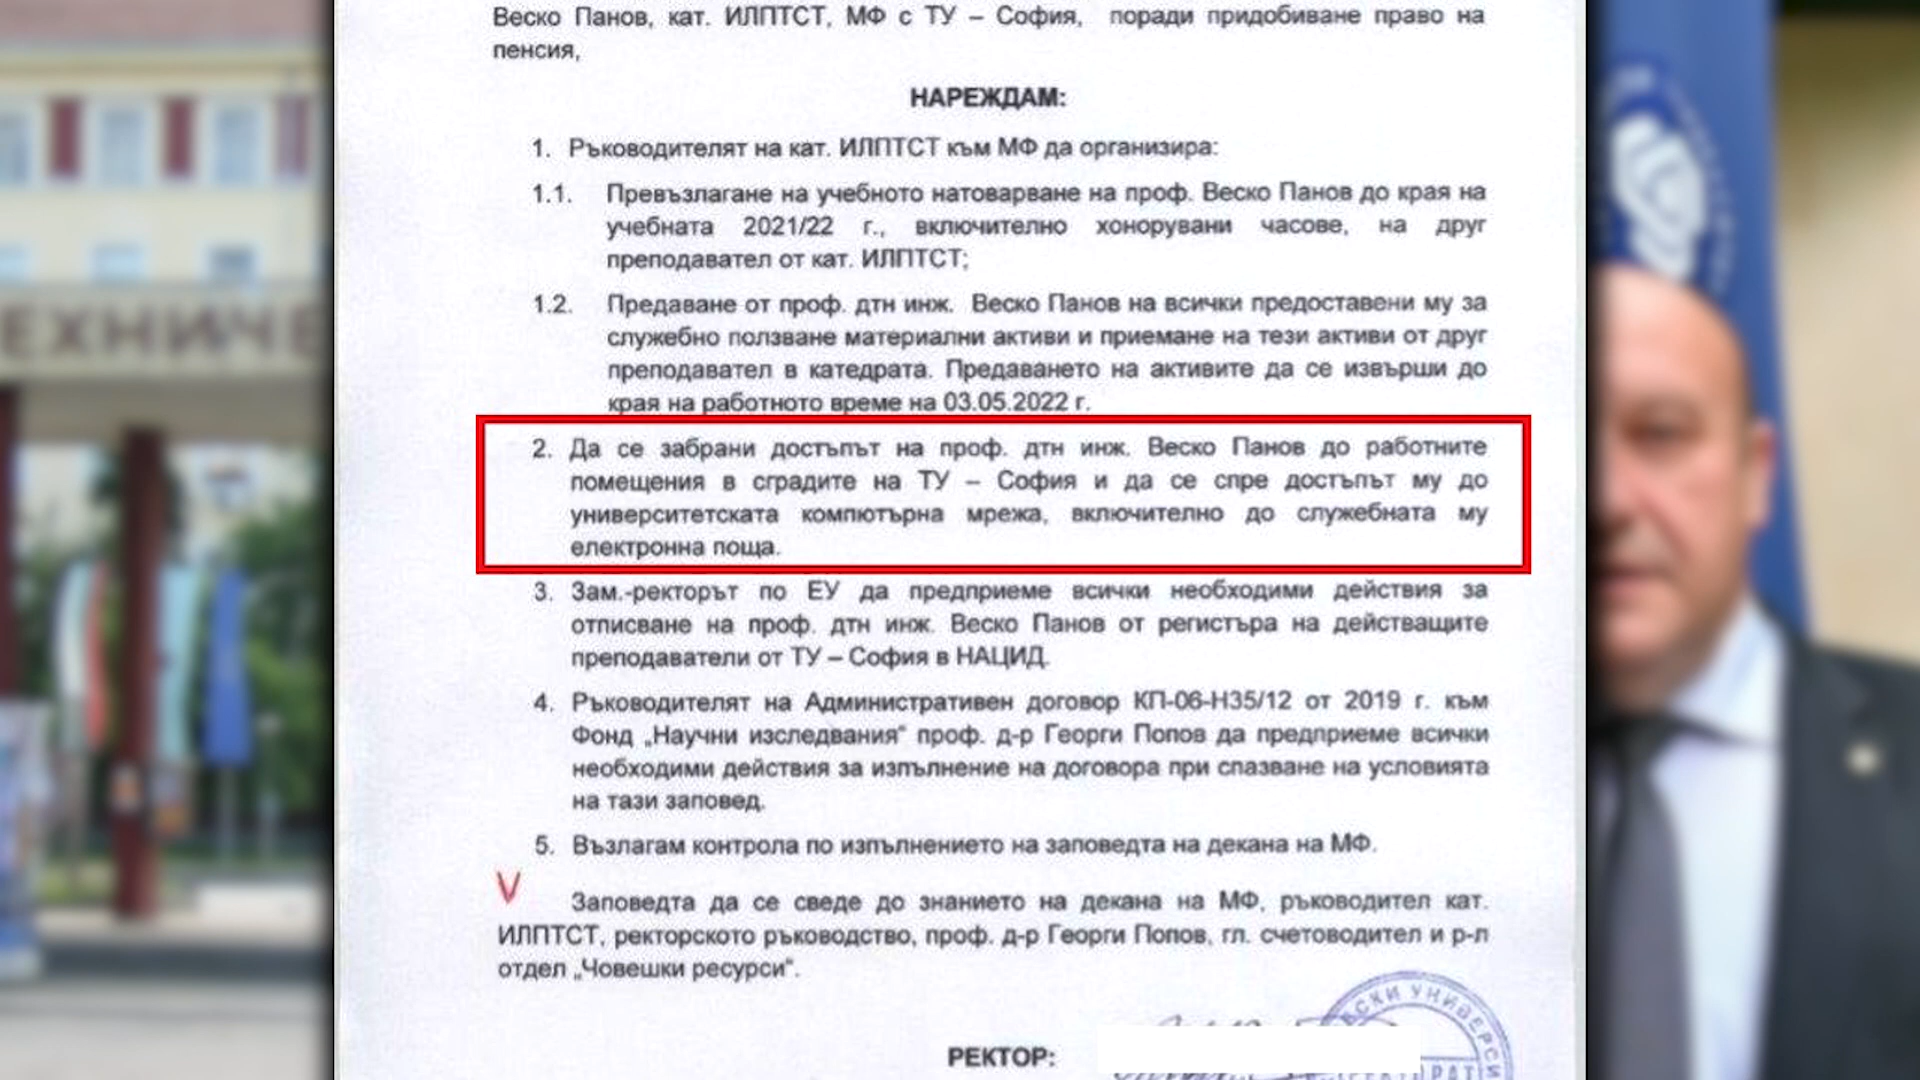 Веско Панов, кат. ИЛПТСТ, МФ с ТУ – София, поради придобиване право на
пенсия,
НАРЕЖДАМ:
1. Ръководителят на кат. ИЛПТСТ към МФ да организира:
1.1. Превъзлагане на учебното натоварване на проф. Веско Панов до края на
учебната 2021/22 г., включително хонорувани часове, на друг
преподавател от кат. ИЛПТСТ;
1.2. Предаване от проф. дтн инж. Веско Панов на всички предоставени му за
служебно ползване материални активи и приемане на тези активи от друг
преподавател в катедрата. Предаването на активите да се извърши до
края на работното време на 03.05.2022 г.
2. Да се забрани достъпът на проф. дтн инж. Веско Панов до работните
помещения в сградите на ТУ – София и да се спре достъпът му до
университетската компютърна мрежа, включително до служебната му
електронна поща.
3. Зам.-ректорът по ЕУ да предприеме всички необходими действия за
отписване на проф. дтн инж. Веско Панов от регистъра на действащите
преподаватели от ТУ – София в НАЦИД.
4. Ръководителят на Административен договор КП-06-Н35/12 от 2019 г. към
Фонд „Научни изследвания“ проф. д-р Георги Попов да предприеме всички
необходими действия за изпълнение на договора при спазване на условията
на тази заповед.
5. Възлагам контрола по изпълнението на заповедта на декана на МФ.
V
Заповедта да се сведе до знанието на декана на МФ, ръководител кат.
ИЛПТСТ, ректорското ръководство, проф. д-р Георги Попов, гл. счетоводител и р-л
отдел „Човешки ресурси“.
РЕКТОР:
ЕХНИЧЕ